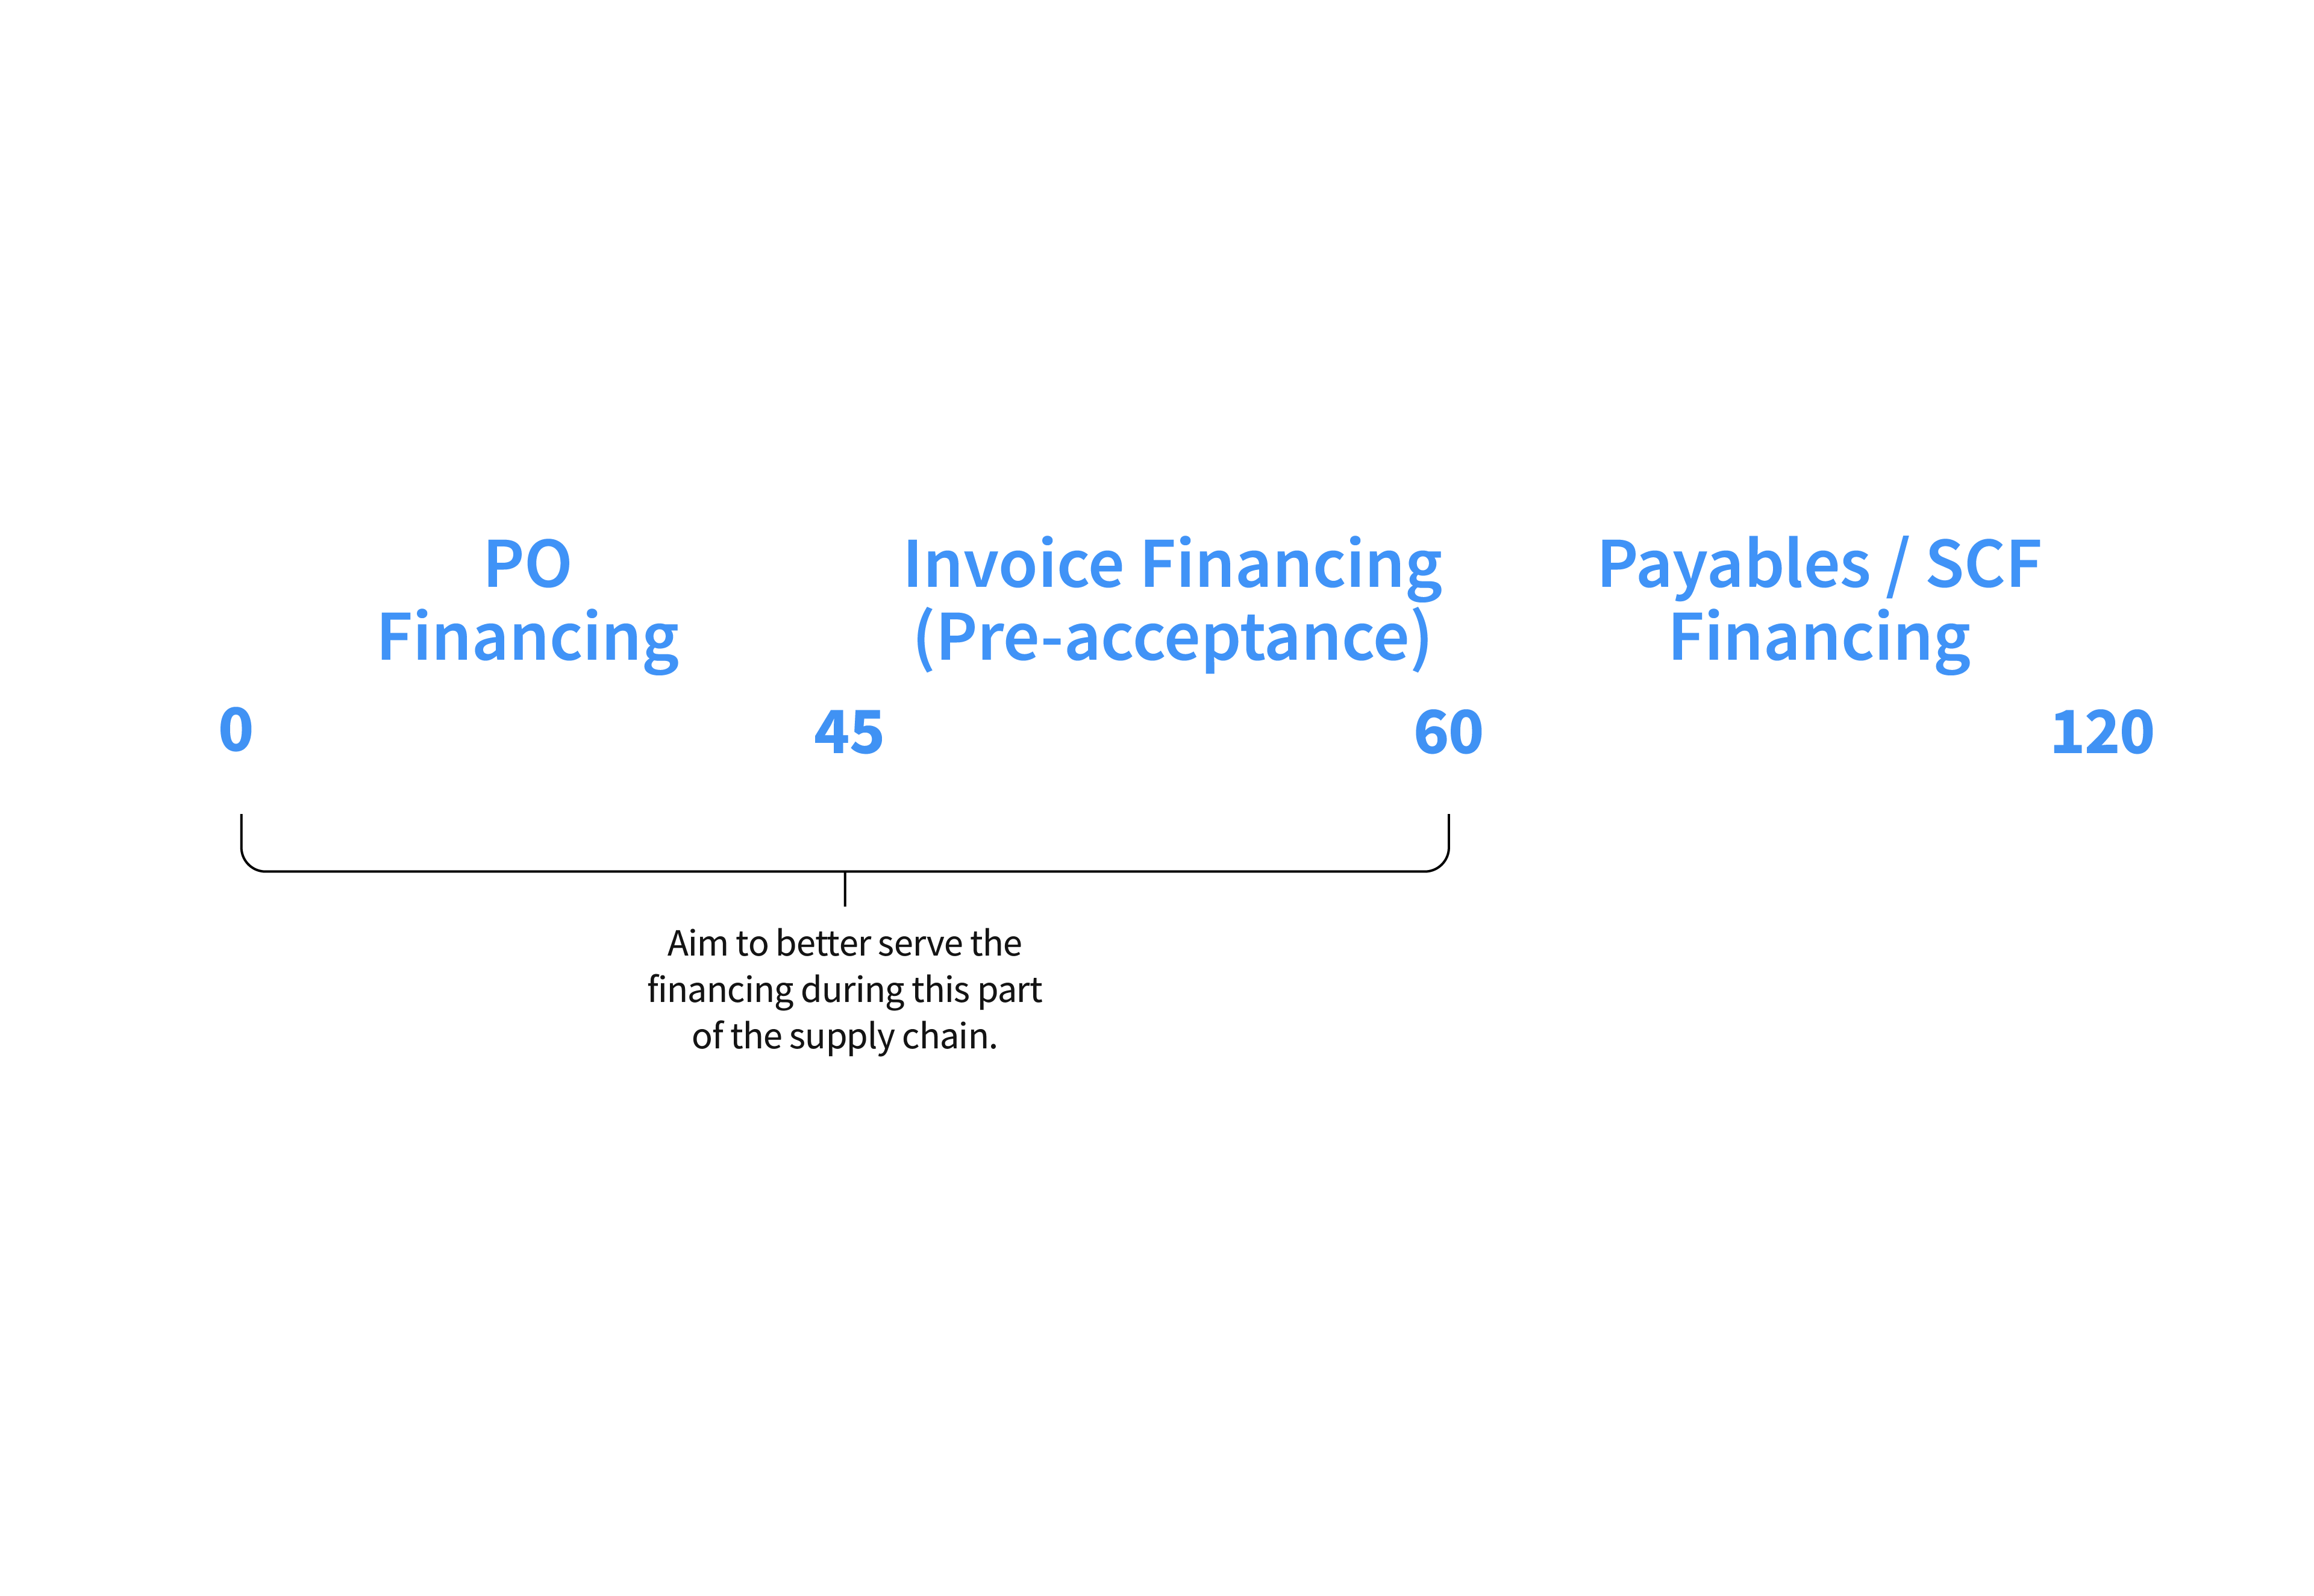 PO
Financing
Invoice Financing
(Pre-acceptance)
Payables / SCF
Financing
0
45
60
120
Aim to better serve the
financing during this part
of the supply chain.